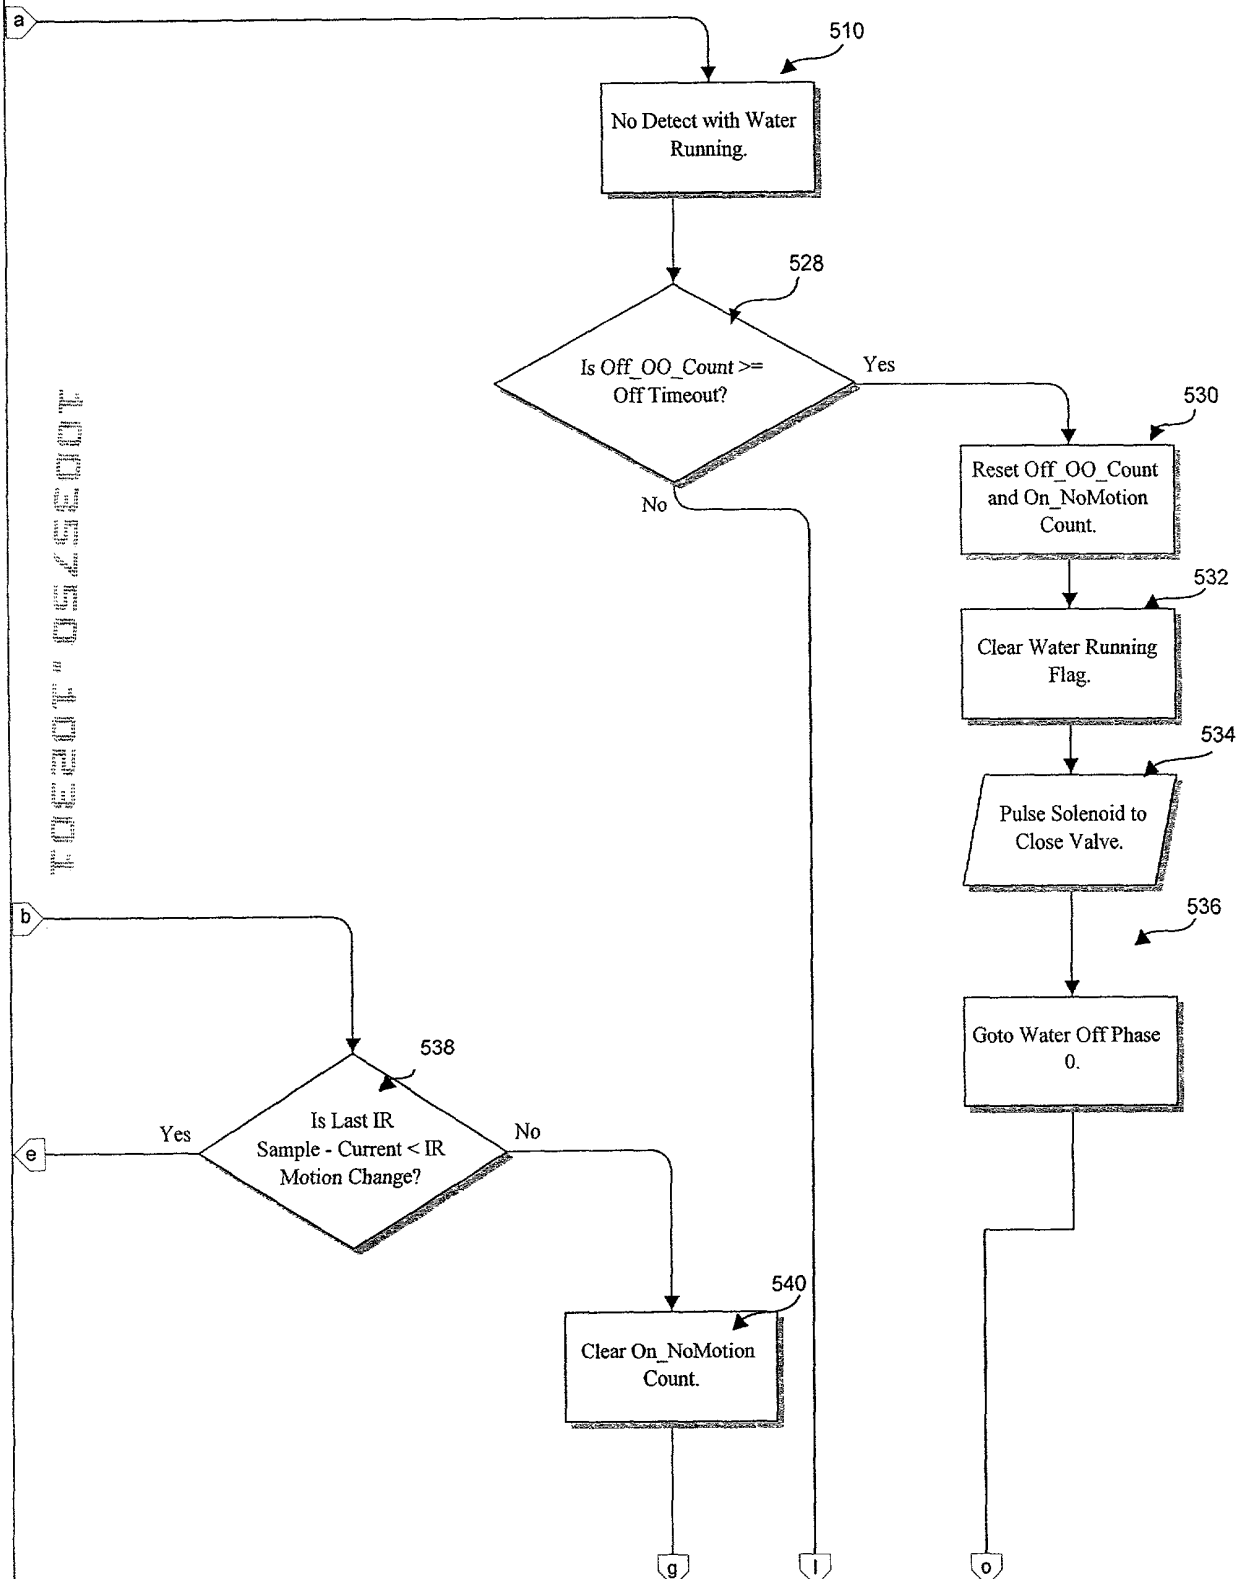 a
510
No Detect with Water
Running.
528
Is Off_OO_Count >=
Off Timeout?
Yes
No
530
Reset Off_OO_Count
and On_NoMotion
Count.
532
Clear Water Running
Flag.
534
Pulse Solenoid to
Close Valve.
536
Goto Water Off Phase
0.
b
538
Is Last IR
Sample - Current < IR
Motion Change?
Yes
No
e
540
Clear On_NoMotion
Count.
g
l
o